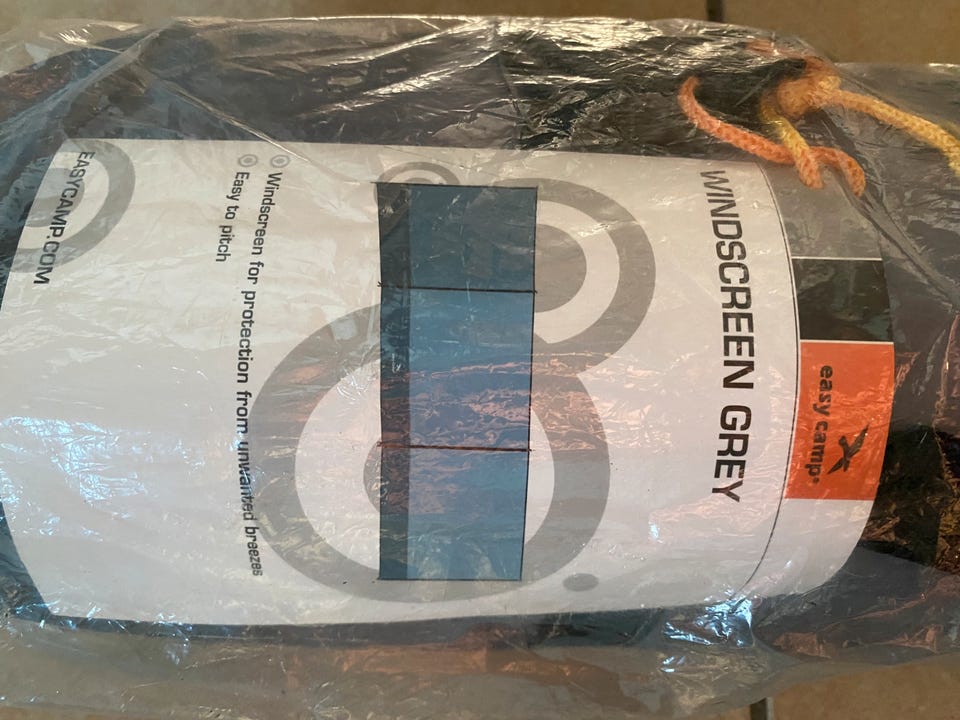 easy camp®
WINDSCREEN GREY
Windscreen for protection from unwanted breezes
Easy to pitch
EASYCAMP.COM